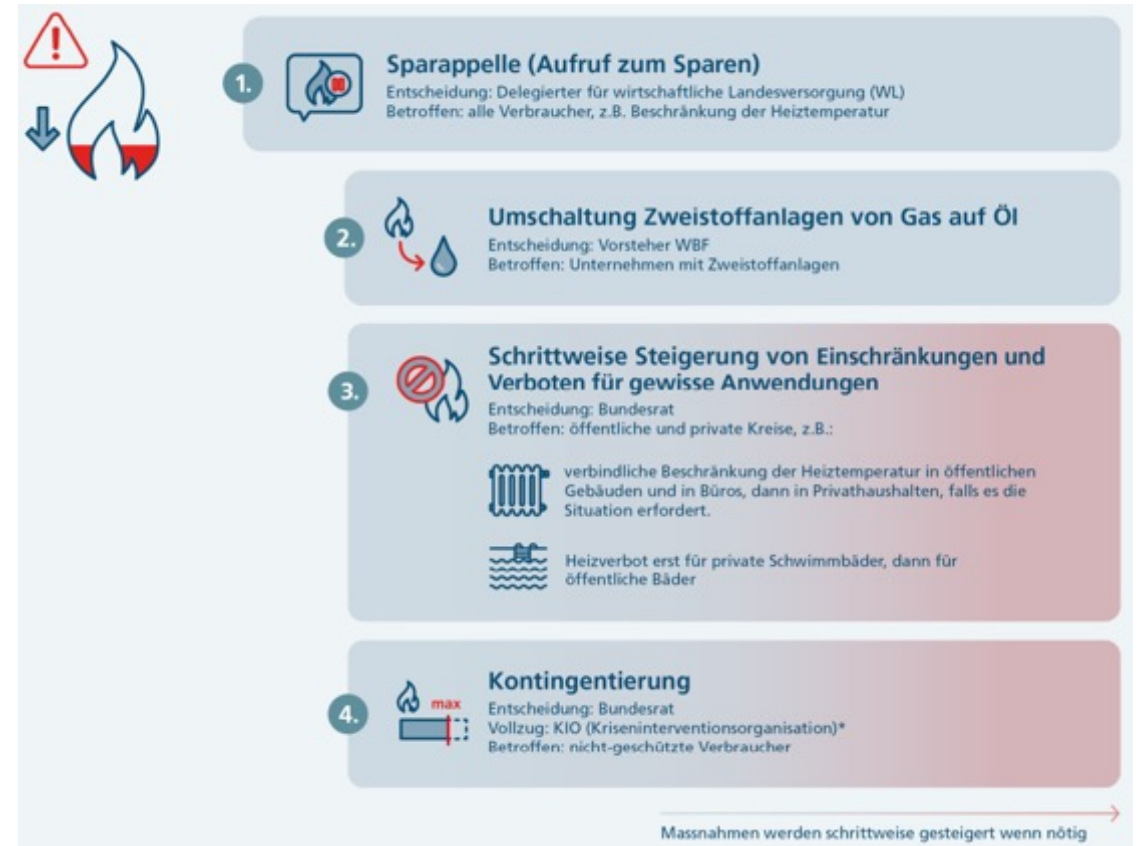 1.
Sparappelle (Aufruf zum Sparen)
Entscheidung: Delegierter für wirtschaftliche Landesversorgung (WL)
Betroffen: alle Verbraucher, z.B. Beschränkung der Heiztemperatur
2.
Umschaltung Zweistoffanlagen von Gas auf Öl
Entscheidung: Vorsteher WBF
Betroffen: Unternehmen mit Zweistoffanlagen
3.
Schrittweise Steigerung von Einschränkungen und
Verboten für gewisse Anwendungen
Entscheidung: Bundesrat
Betroffen: öffentliche und private Kreise, z.B.:
verbindliche Beschränkung der Heiztemperatur in öffentlichen
Gebäuden und in Büros, dann in Privathaushalten, falls es die
Situation erfordert.
Heizverbot erst für private Schwimmbäder, dann für
öffentliche Bäder
4.
max
Kontingentierung
Entscheidung: Bundesrat
Vollzug: KIO (Kriseninterventionsorganisation)*
Betroffen: nicht-geschützte Verbraucher
Massnahmen werden schrittweise gesteigert wenn nötig